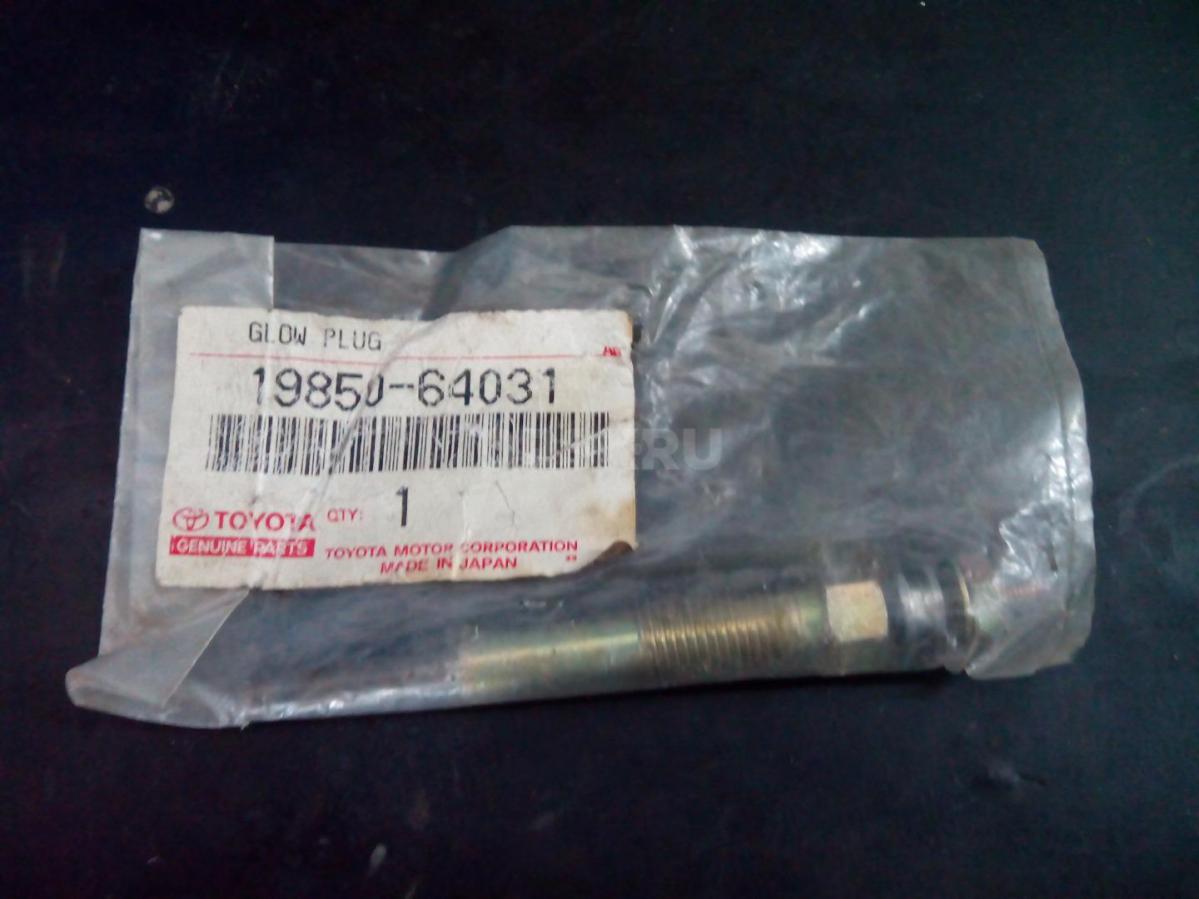 GLOW PLUG
19850-64031
TOYOTA QTY: 1
GENUINE PARTS
TOYOTA MOTOR CORPORATION
MADE IN JAPAN